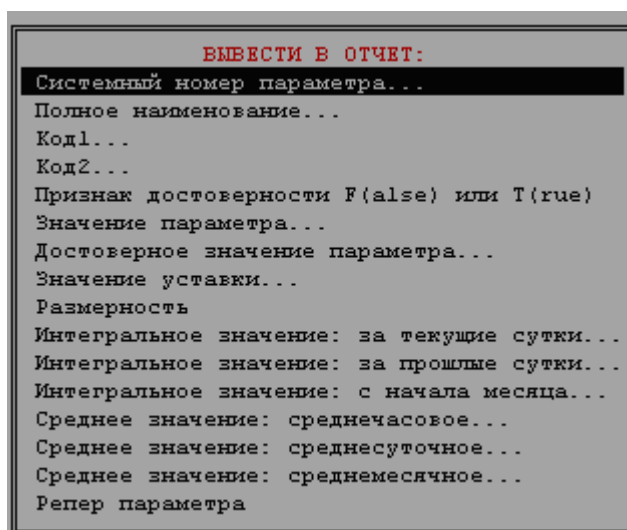 ВЫВЕСТИ В ОТЧЕТ:
Системный номер параметра...
Полное наименование...
Код1...
Код2...
Признак достоверности F(alse) или T(rue)
Значение параметра...
Достоверное значение параметра...
Значение уставки...
Размерность
Интегральное значение: за текущие сутки...
Интегральное значение: за прошлые сутки...
Интегральное значение: с начала месяца...
Среднее значение: среднечасовое...
Среднее значение: среднесуточное...
Среднее значение: среднемесячное...
Репер параметра